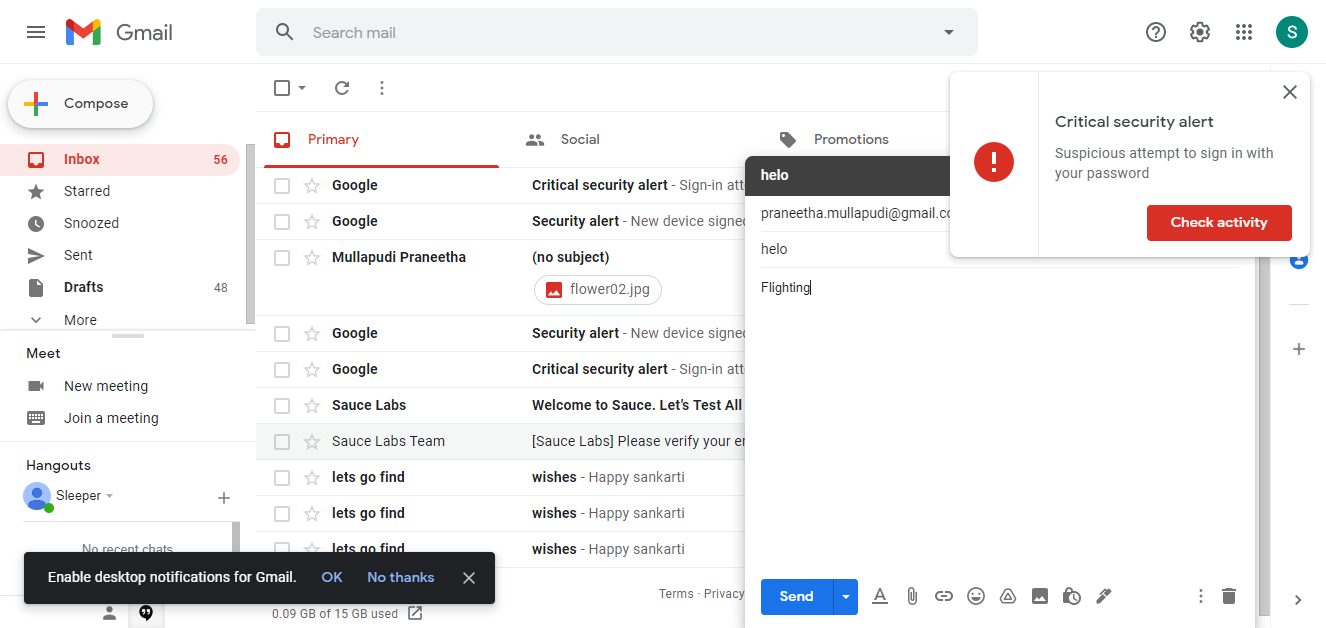 Gmail
Search mail
S
Compose
Inbox 56
Starred
Snoozed
Sent
Drafts 48
More
Meet
New meeting
Join a meeting
Hangouts
Sleeper
No recent chats
Primary
Social
Promotions
Google Critical security alert - Sign-in att
Google Security alert - New device signed
Mullapudi Praneetha (no subject)
flower02.jpg
Google Security alert - New device signed
Google Critical security alert - Sign-in att
Sauce Labs Welcome to Sauce. Let’s Test All
Sauce Labs Team [Sauce Labs] Please verify your
lets go find wishes - Happy sankarti
lets go find wishes - Happy sankarti
lets go find wishes - Happy sankarti
Terms · Privacy
0.09 GB of 15 GB used
helo
praneetha.mullapudi@gmail.co
helo
Flighting
Send
Critical security alert
Suspicious attempt to sign in with
your password
Check activity
Enable desktop notifications for Gmail. OK No thanks